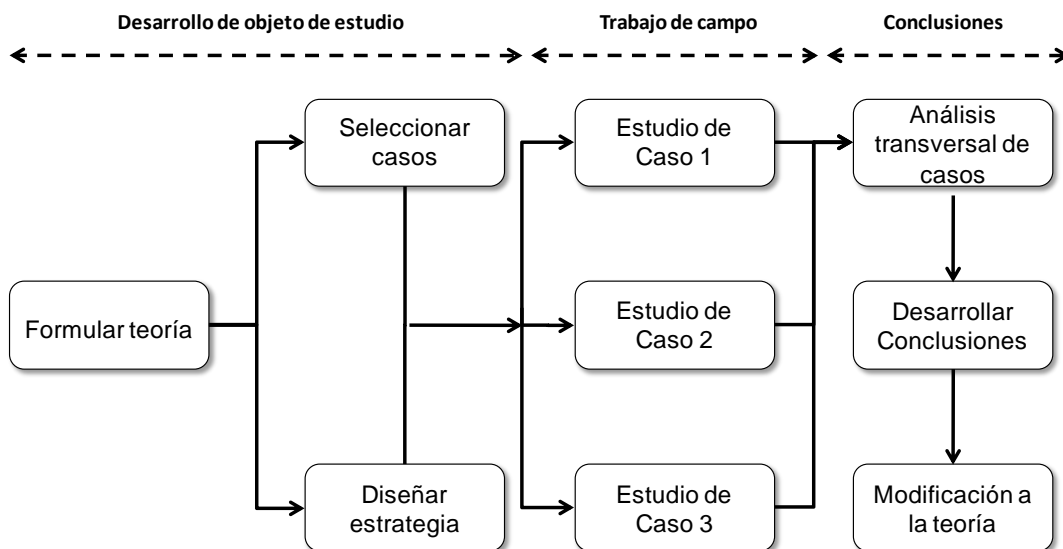 Desarrollo de objeto de estudio
Trabajo de campo
Conclusiones
Seleccionar
casos
Estudio de
Caso 1
Análisis
transversal de
casos
Formular teoría
Estudio de
Caso 2
Desarrollar
Conclusiones
Diseñar
estrategia
Estudio de
Caso 3
Modificación a
la teoría